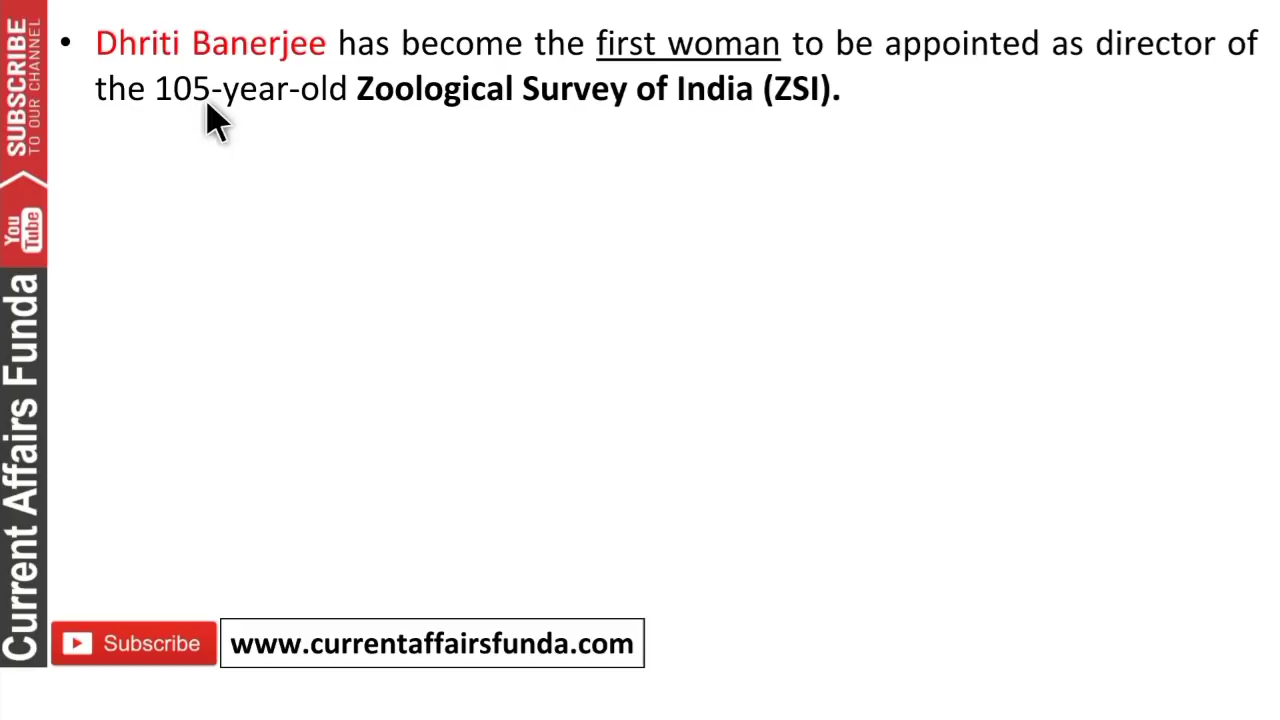 • Dhriti Banerjee has become the first woman to be appointed as director of
the 105-year-old Zoological Survey of India (ZSI).
SUBSCRIBE
TO OUR CHANNEL
You
Tube
Current Affairs Funda
Subscribe
www.currentaffairsfunda.com